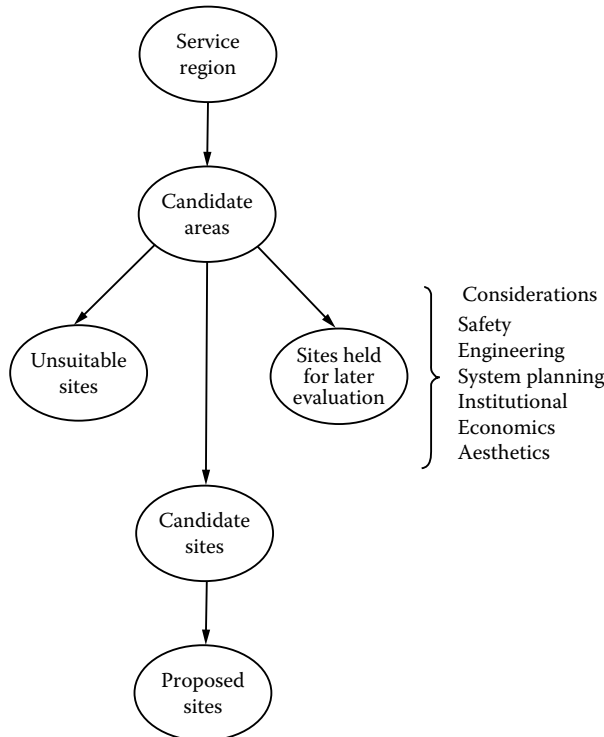 Service
region
Candidate
areas
Unsuitable
sites
Sites held
for later
evaluation
Considerations
Safety
Engineering
System planning
Institutional
Economics
Aesthetics
Candidate
sites
Proposed
sites